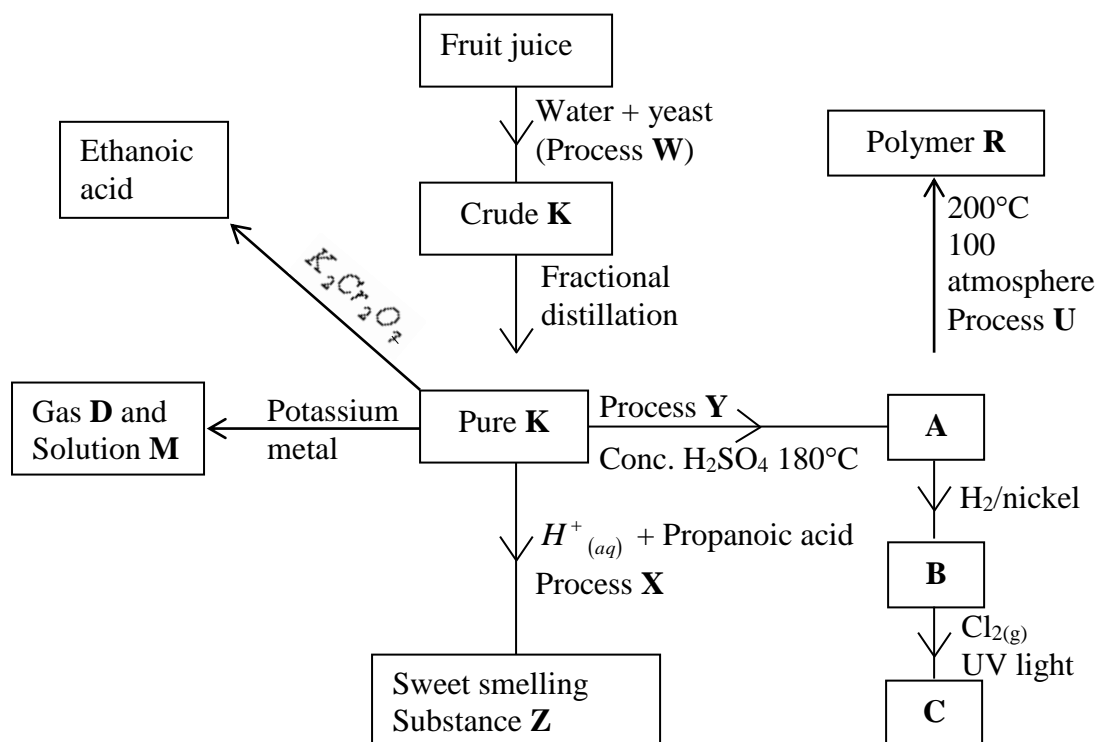 Fruit juice
Water + yeast
(Process W)
Ethanoic
acid
Polymer R
Crude K
200°C
100
atmosphere
Process U
K₂Cr₂O₇
Fractional
distillation
Gas D and
Solution M
Potassium
metal
Pure K
Process Y
Conc. H₂SO₄ 180°C
A
H₂/nickel
H⁺(aq) + Propanoic acid
Process X
B
Cl₂(g)
UV light
Sweet smelling
Substance Z
C